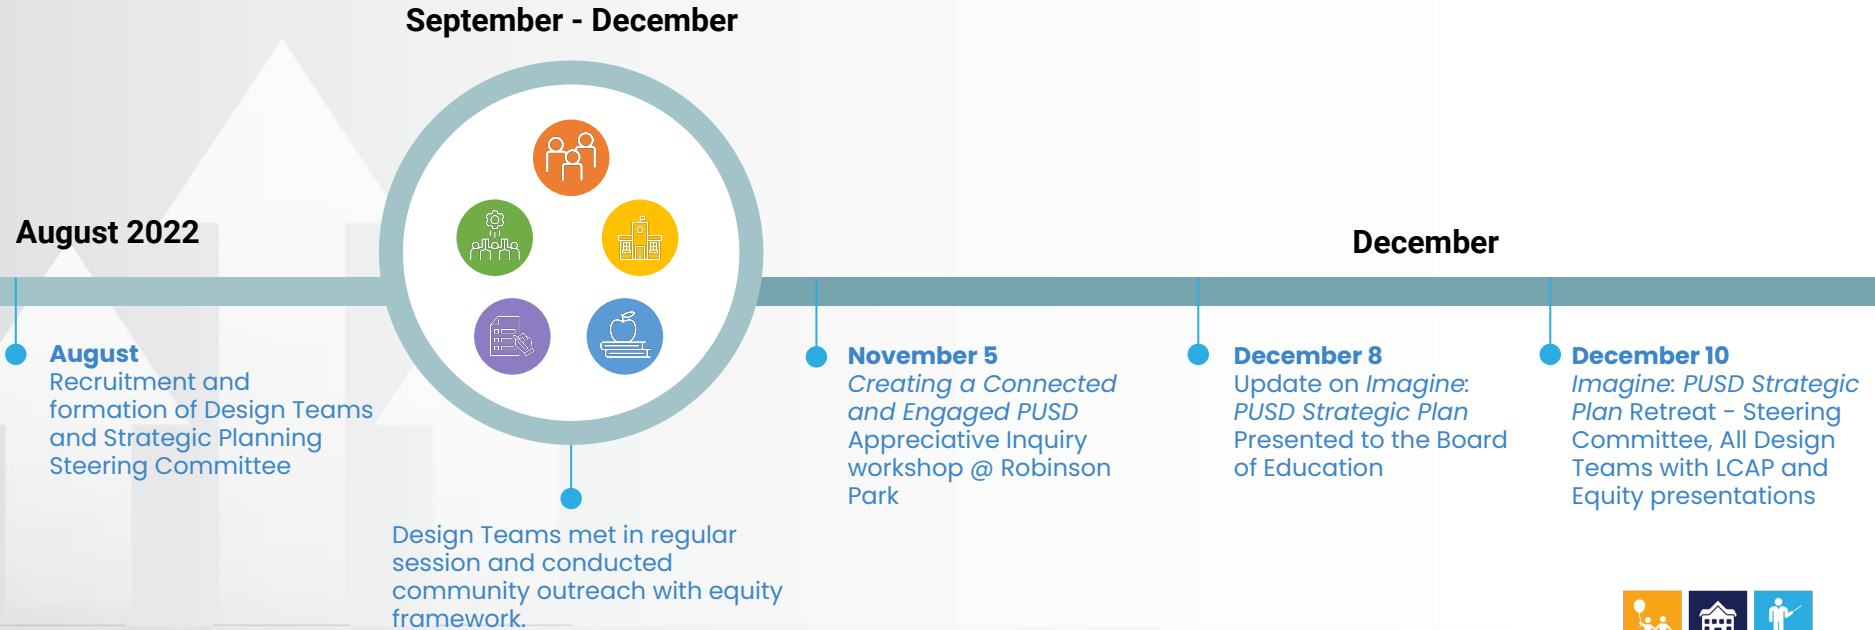 September - December
August 2022
December
August
Recruitment and
formation of Design Teams
and Strategic Planning
Steering Committee
Design Teams met in regular
session and conducted
community outreach with equity
framework.
November 5
Creating a Connected
and Engaged PUSD
Appreciative Inquiry
workshop @ Robinson
Park
December 8
Update on Imagine:
PUSD Strategic Plan
Presented to the Board
of Education
December 10
Imagine: PUSD Strategic
Plan Retreat - Steering
Committee, All Design
Teams with LCAP and
Equity presentations